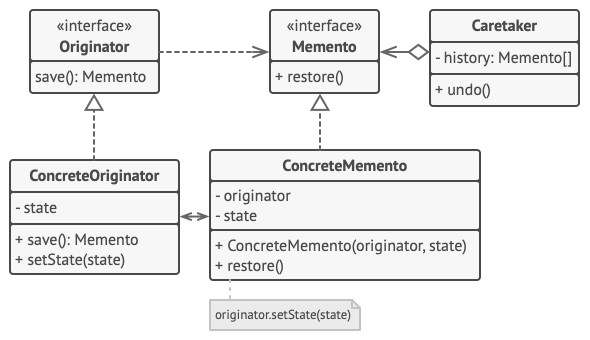 «interface»
Originator
save(): Memento
«interface»
Memento
+ restore()
Caretaker
- history: Memento[]
+ undo()
ConcreteOriginator
- state
+ save(): Memento
+ setState(state)
ConcreteMemento
- originator
- state
+ ConcreteMemento(originator, state)
+ restore()
originator.setState(state)